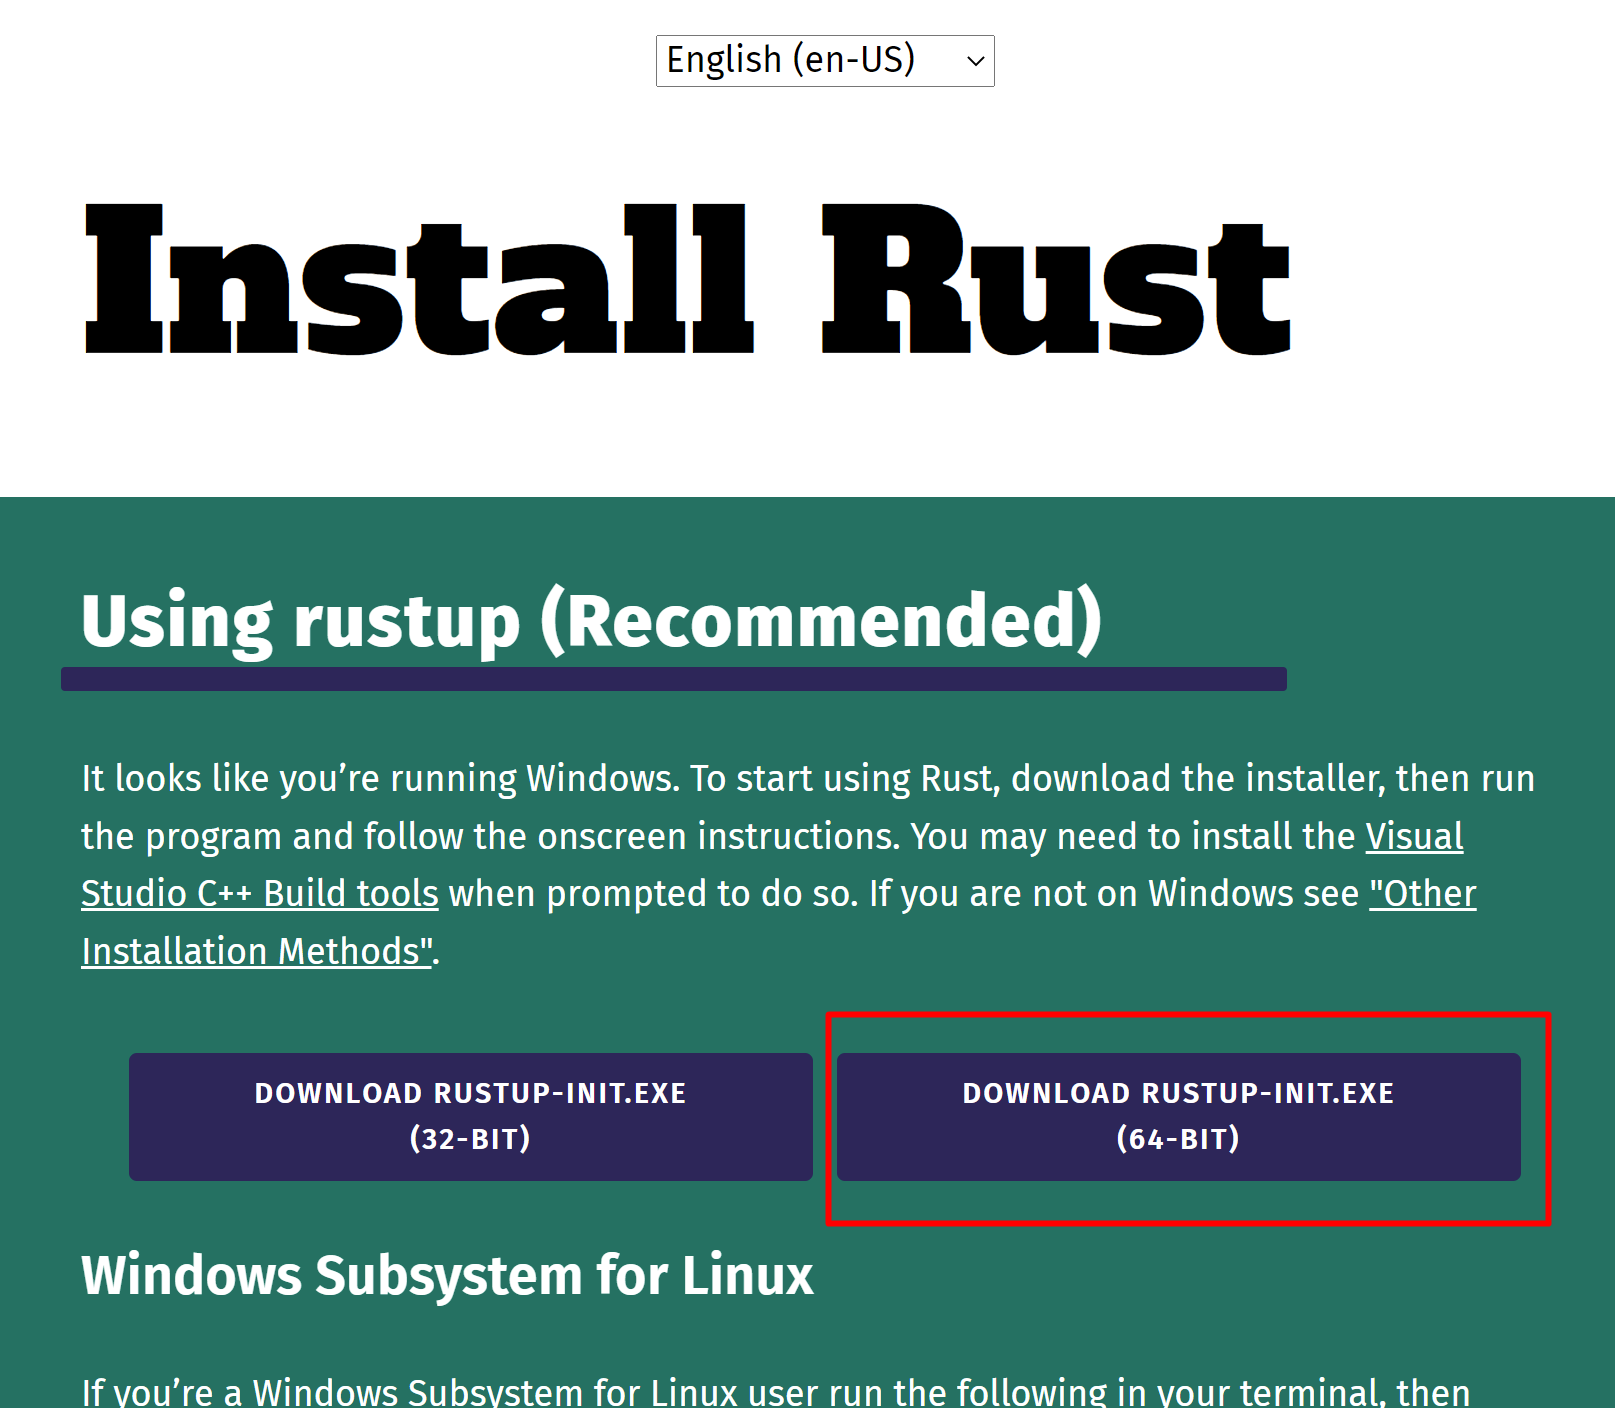 English (en-US)
Install Rust
Using rustup (Recommended)
It looks like you’re running Windows. To start using Rust, download the installer, then run
the program and follow the onscreen instructions. You may need to install the Visual
Studio C++ Build tools when prompted to do so. If you are not on Windows see "Other
Installation Methods".
DOWNLOAD RUSTUP-INIT.EXE
(32-BIT)
DOWNLOAD RUSTUP-INIT.EXE
(64-BIT)
Windows Subsystem for Linux
If you’re a Windows Subsystem for Linux user run the following in your terminal, then